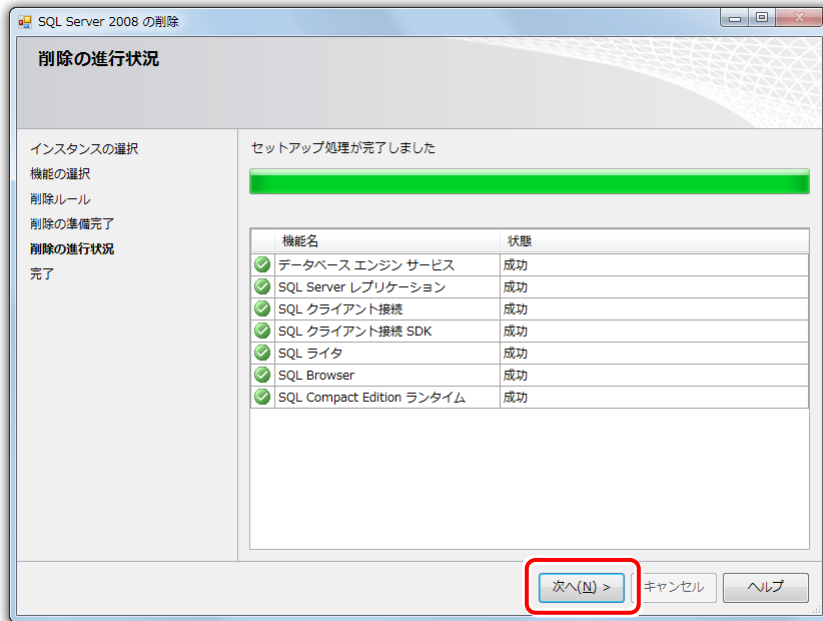 SQL Server 2008 の削除
削除の進行状況
インスタンスの選択
機能の選択
削除ルール
削除の準備完了
削除の進行状況
完了
セットアップ処理が完了しました
機能名 状態
データベース エンジン サービス 成功
SQL Server レプリケーション 成功
SQL クライアント接続 成功
SQL クライアント接続 SDK 成功
SQL ライタ 成功
SQL Browser 成功
SQL Compact Edition ランタイム 成功
次へ(N) > キャンセル ヘルプ